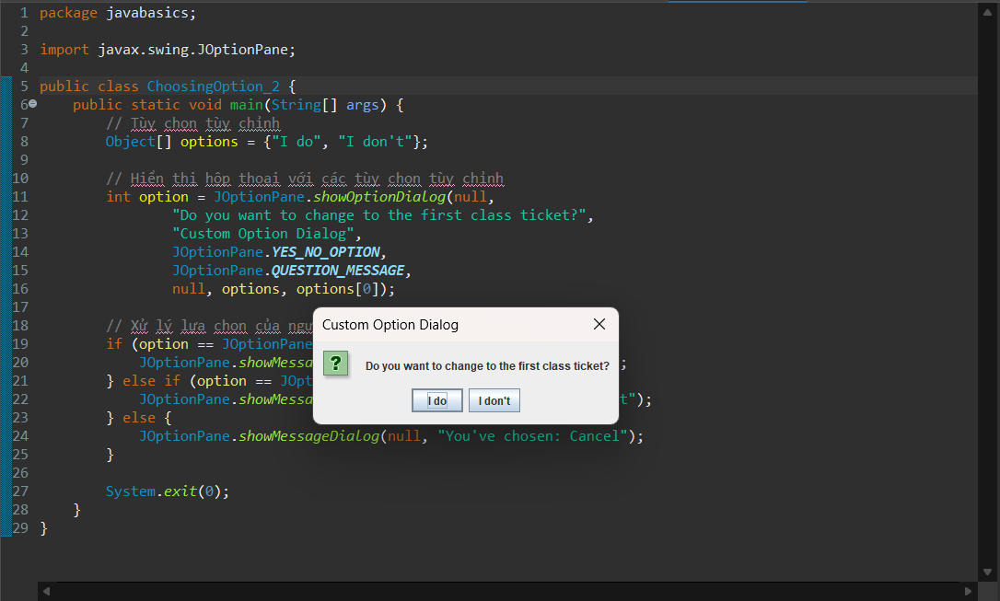 1 package javabasics;
2
3 import javax.swing.JOptionPane;
4
5 public class ChoosingOption_2 {
6 public static void main(String[] args) {
7 // Tùy chọn tùy chỉnh
8 Object[] options = {"I do", "I don't"};
9
10 // Hiển thị hộp thoại với các tùy chọn tùy chỉnh
11 int option = JOptionPane.showOptionDialog(null,
12 "Do you want to change to the first class ticket?",
13 "Custom Option Dialog",
14 JOptionPane.YES_NO_OPTION,
15 JOptionPane.QUESTION_MESSAGE,
16 null, options, options[0]);
17
18 // Xử lý lựa chọn của ngư
19 if (option == JOptionPane
20 JOptionPane.showMessa ;
21 } else if (option == JOpt
22 JOptionPane.showMessa t");
23 } else {
24 JOptionPane.showMessageDialog(null, "You've chosen: Cancel");
25 }
26
27 System.exit(0);
28 }
29 }
Custom Option Dialog
? Do you want to change to the first class ticket?
I do I don't